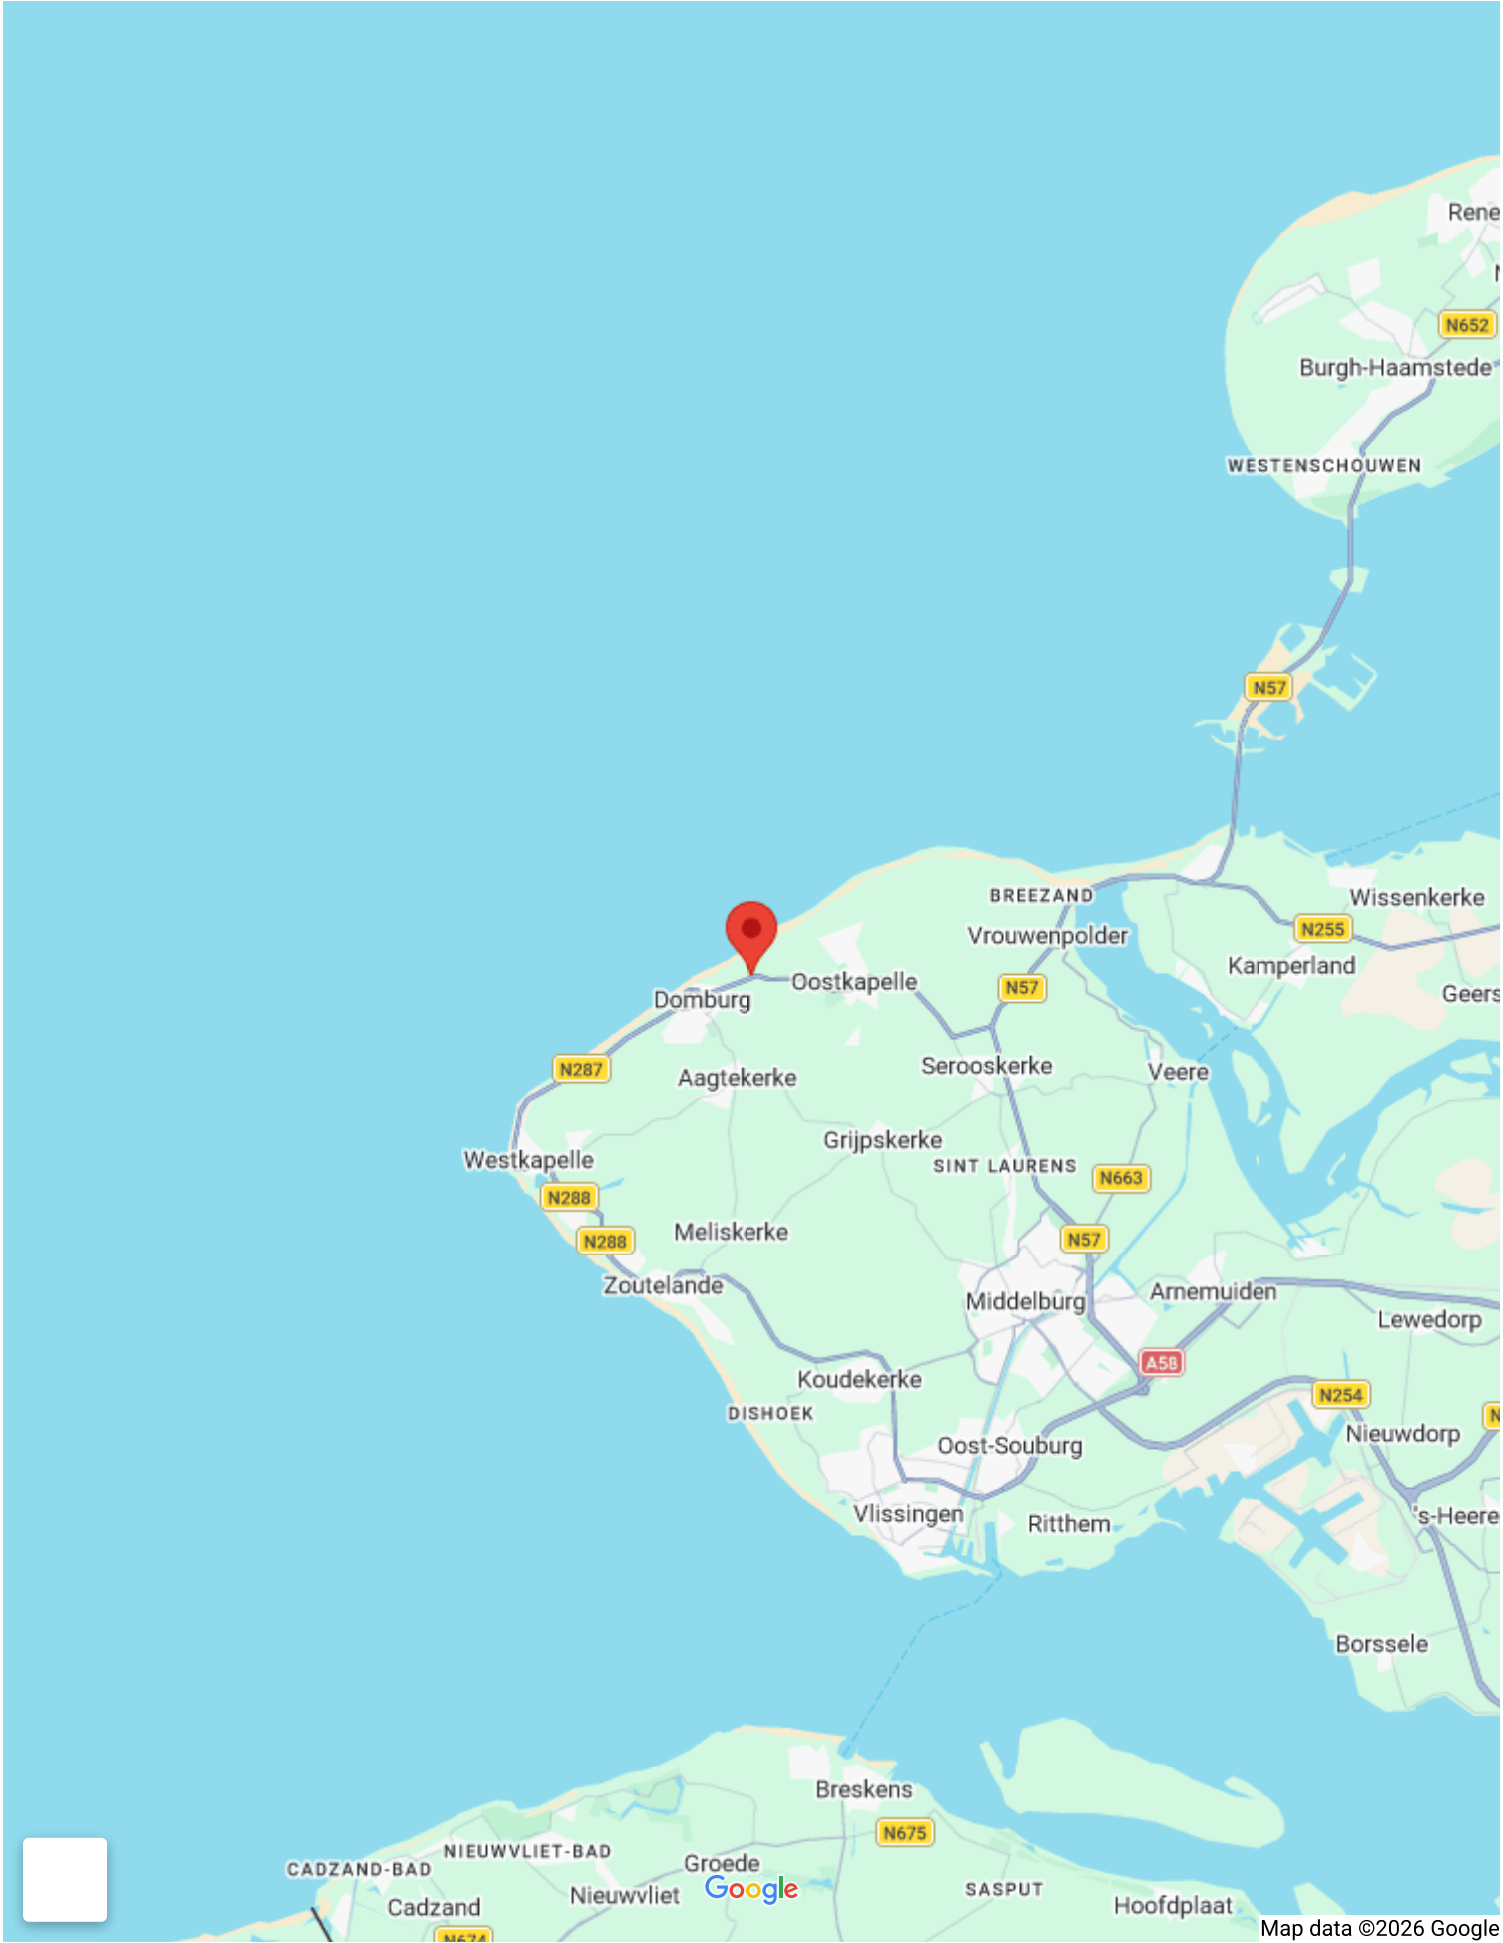 Rene
N652
Burgh-Haamstede
WESTENSCHOUWEN
N57
BREEZAND
Wissenkerke
N255
Vrouwenpolder
Kamperland
Oostkapelle
N57
Geers
Domburg
N287
Serooskerke
Veere
Aagtekerke
Grijpskerke
Westkapelle
SINT LAURENS
N663
N288
Meliskerke
N57
N288
Zoutelande
Middelburg
Arnemuiden
Lewedorp
A58
Koudekerke
N254
DISHOEK
N
Nieuwdorp
Oost-Souburg
Vlissingen
Ritthem
's-Heere
Borssele
Breskens
N675
NIEUWVLIET-BAD
CADZAND-BAD
Groede
Google
SASPUT
Nieuwvliet
Cadzand
Hoofdplaat
N674
Map data ©2026 Google